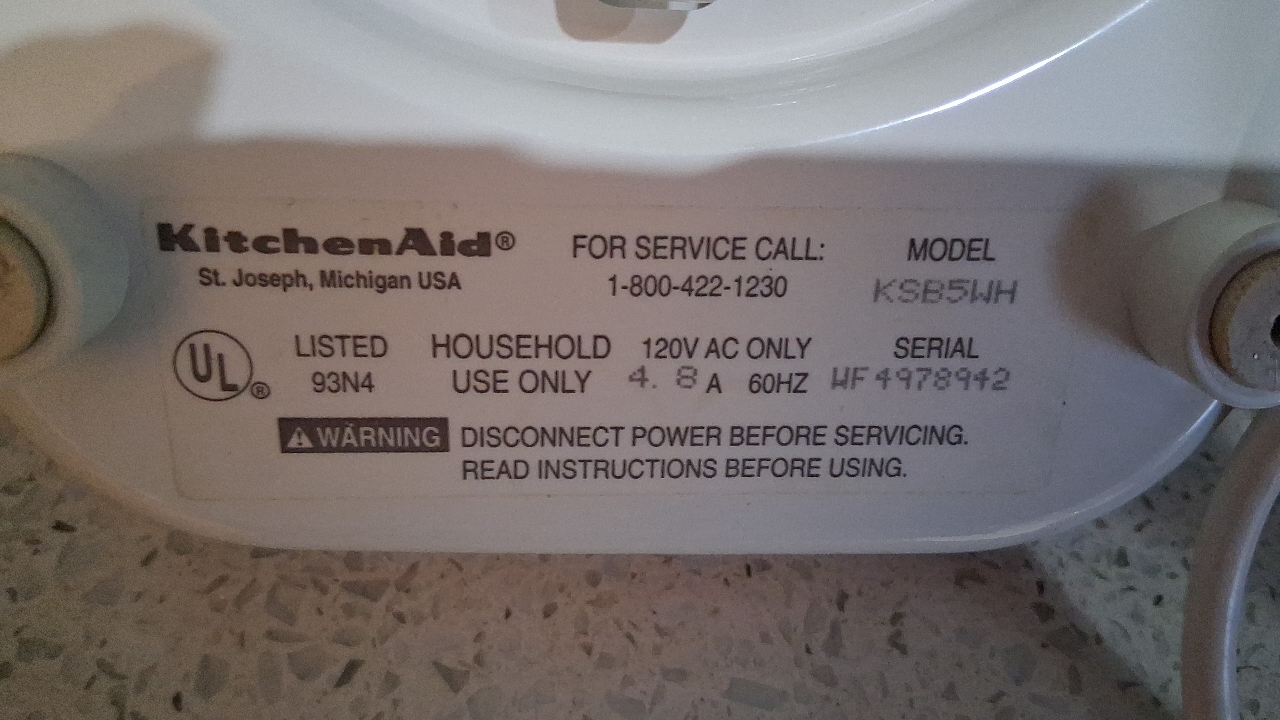 KitchenAid®
St. Joseph, Michigan USA
FOR SERVICE CALL:
1-800-422-1230
MODEL
KSB5WH
UL®
LISTED
93N4
HOUSEHOLD
USE ONLY
120V AC ONLY
4.8 A 60HZ
SERIAL
WF4978942
⚠ WARNING
DISCONNECT POWER BEFORE SERVICING.
READ INSTRUCTIONS BEFORE USING.